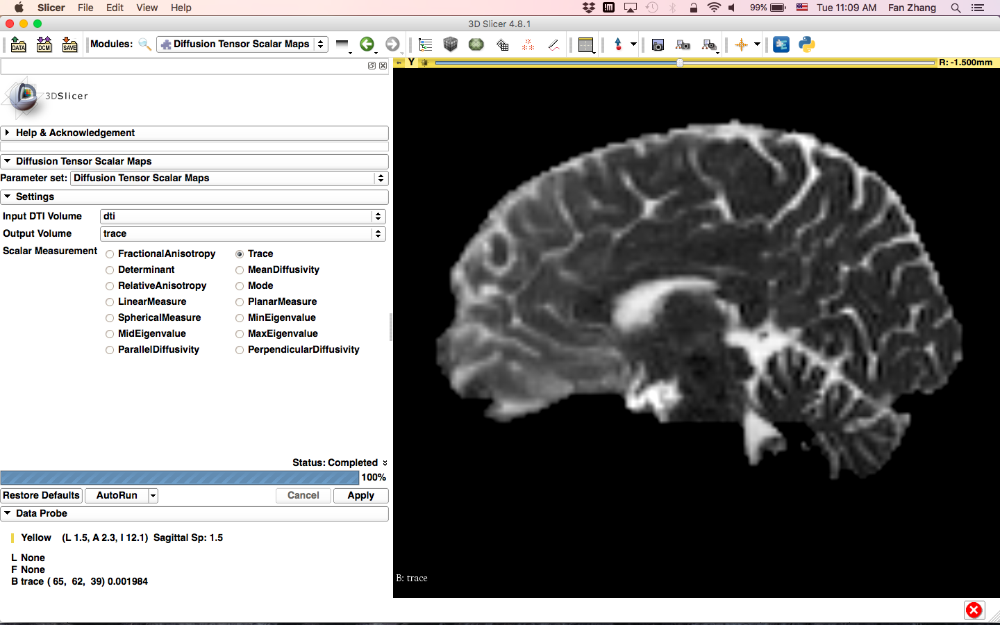 Slicer File Edit View Help 99% Tue 11:09 AM Fan Zhang
3D Slicer 4.8.1
DATA DCM SAVE Modules: Diffusion Tensor Scalar Maps
Y R: -1.500mm
3DSlicer
Help & Acknowledgement
Diffusion Tensor Scalar Maps
Parameter set: Diffusion Tensor Scalar Maps
Settings
Input DTI Volume dti
Output Volume trace
Scalar Measurement FractionalAnisotropy Trace
Determinant MeanDiffusivity
RelativeAnisotropy Mode
LinearMeasure PlanarMeasure
SphericalMeasure MinEigenvalue
MidEigenvalue MaxEigenvalue
ParallelDiffusivity PerpendicularDiffusivity
Status: Completed
100%
Restore Defaults AutoRun Cancel Apply
Data Probe
Yellow (L 1.5, A 2.3, I 12.1) Sagittal Sp: 1.5
L None
F None
B trace ( 65, 62, 39) 0.001984
B: trace